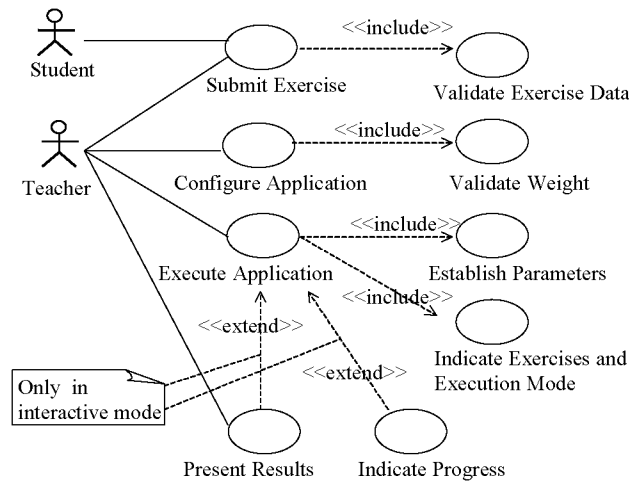 <<include>>
Student
Submit Exercise
Validate Exercise Data
<<include>>
Teacher
Configure Application
Validate Weight
<<include>>
Execute Application
Establish Parameters
<<include>>
<<extend>>
Indicate Exercises and
Execution Mode
<<extend>>
Only in
interactive mode
Present Results
Indicate Progress